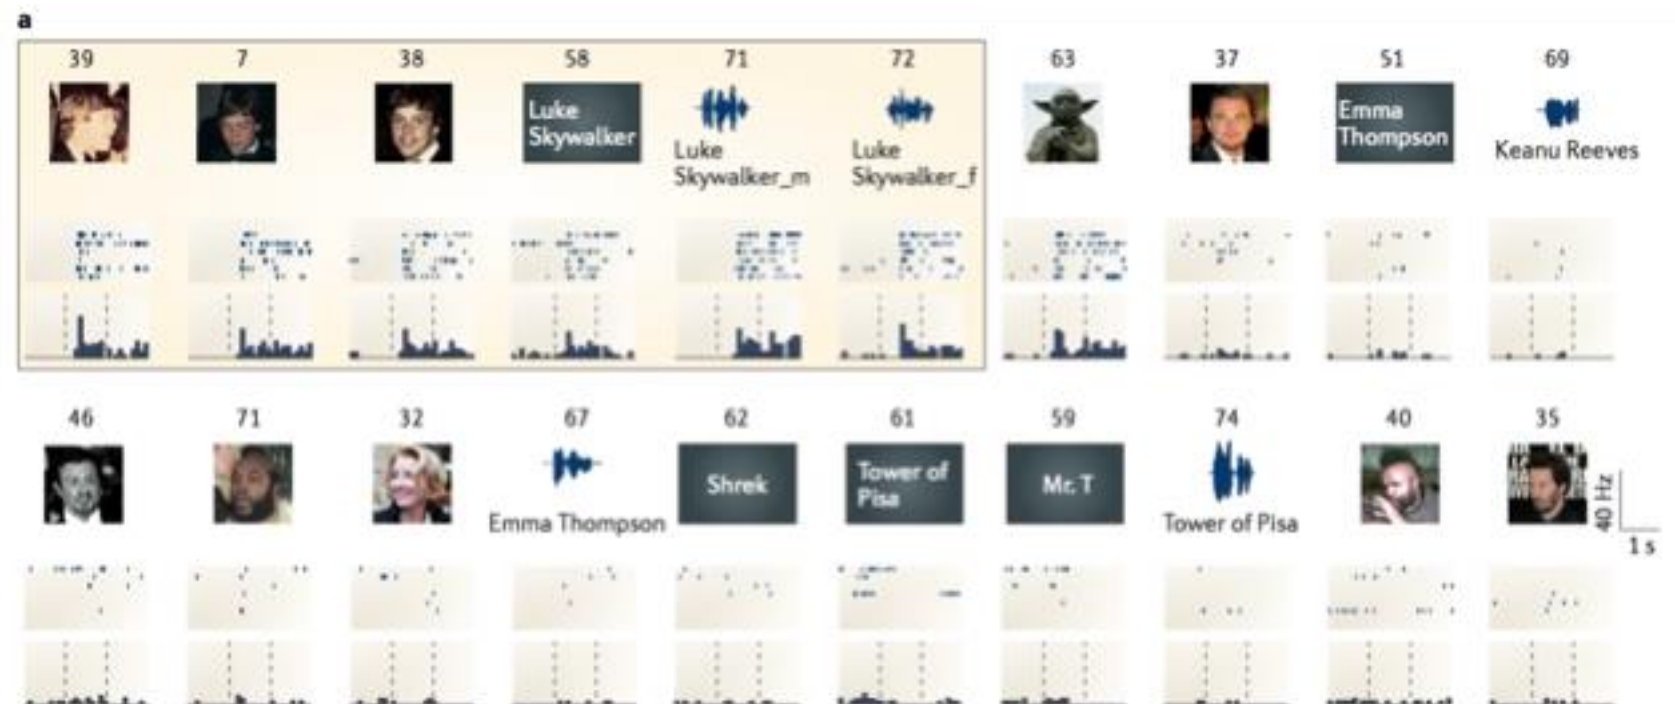 a
39 7 38 58 71 72 63 37 51 69
Luke
Skywalker
Luke
Skywalker_m
Luke
Skywalker_f
Emma
Thompson
Keanu Reeves
46 71 32 67 62 61 59 74 40 35
Emma Thompson
Shrek
Tower of
Pisa
Mr. T
Tower of Pisa
40 Hz
1 s